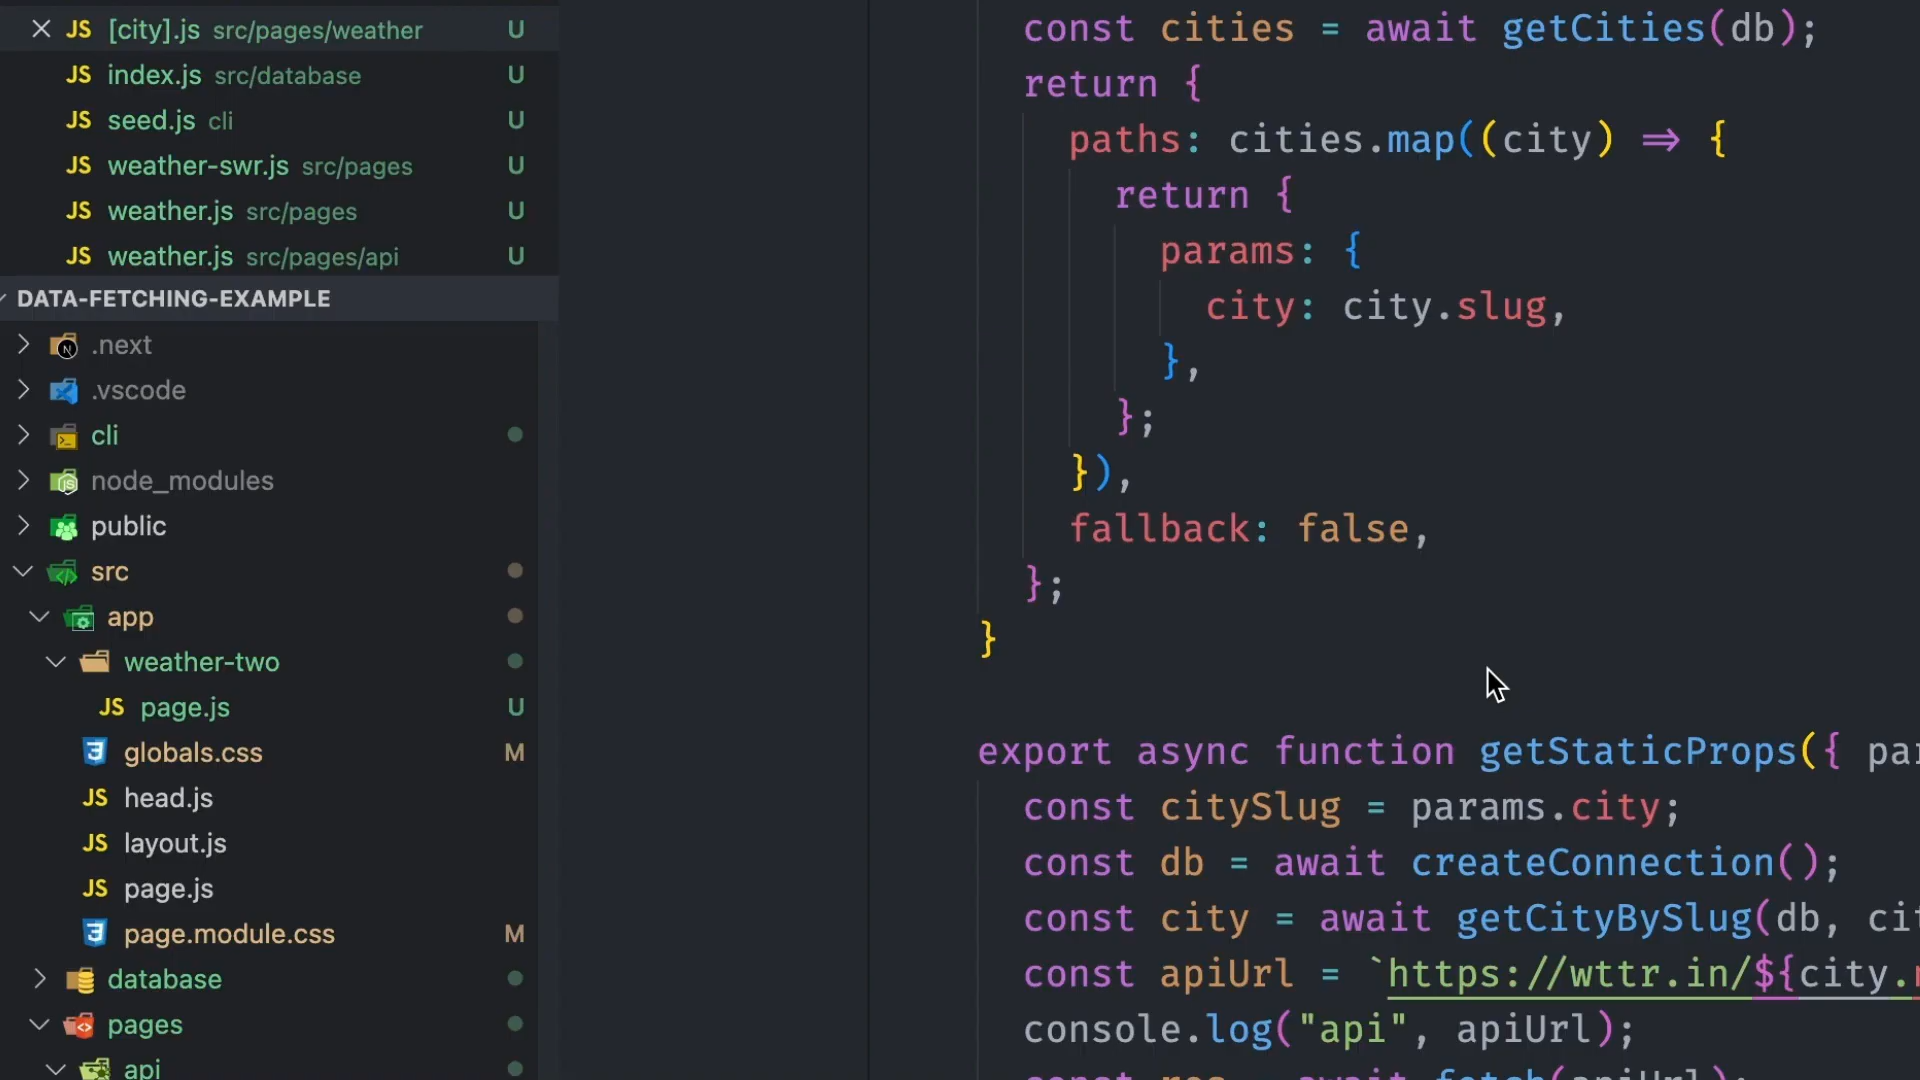 JS [city].js src/pages/weather U
JS index.js src/database U
JS seed.js cli U
JS weather-swr.js src/pages U
JS weather.js src/pages U
JS weather.js src/pages/api U
DATA-FETCHING-EXAMPLE
.next
.vscode
cli
node_modules
public
src
app
weather-two
JS page.js U
globals.css M
JS head.js
JS layout.js
JS page.js
page.module.css M
database
pages
api
const cities = await getCities(db);
return {
paths: cities.map((city) => {
return {
params: {
city: city.slug,
},
};
}),
fallback: false,
};
}
export async function getStaticProps({
const citySlug = params.city;
const db = await createConnection();
const city = await getCityBySlug(db,
const apiUrl = `https://wttr.in/${city.
console.log("api", apiUrl);
const res = await fetch(apiUrl);